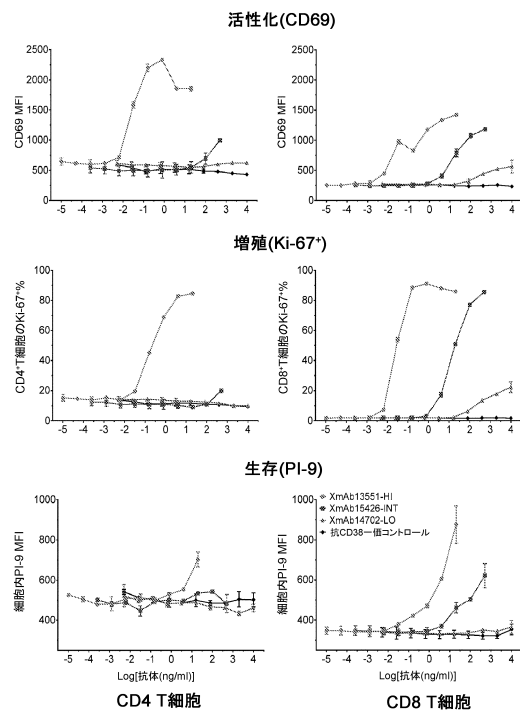 活性化(CD69)
CD69 MFI
2500
2000
1500
1000
500
0
-5 -4 -3 -2 -1 0 1 2 3 4
CD69 MFI
2500
2000
1500
1000
500
0
-5 -4 -3 -2 -1 0 1 2 3 4
増殖(Ki-67⁺)
CD4⁺T細胞のKi-67⁺%
100
80
60
40
20
0
-5 -4 -3 -2 -1 0 1 2 3 4
CD8⁺T細胞のKi-67⁺%
100
80
60
40
20
0
-5 -4 -3 -2 -1 0 1 2 3 4
生存(PI-9)
細胞内PI-9 MFI
1000
800
600
400
-5 -4 -3 -2 -1 0 1 2 3 4
Log[抗体(ng/ml)]
CD4 T細胞
細胞内PI-9 MFI
1000
800
600
400
XmAb13551-HI
XmAb15426-INT
XmAb14702-LO
抗CD38一価コントロール
-5 -4 -3 -2 -1 0 1 2 3 4
Log[抗体(ng/ml)]
CD8 T細胞